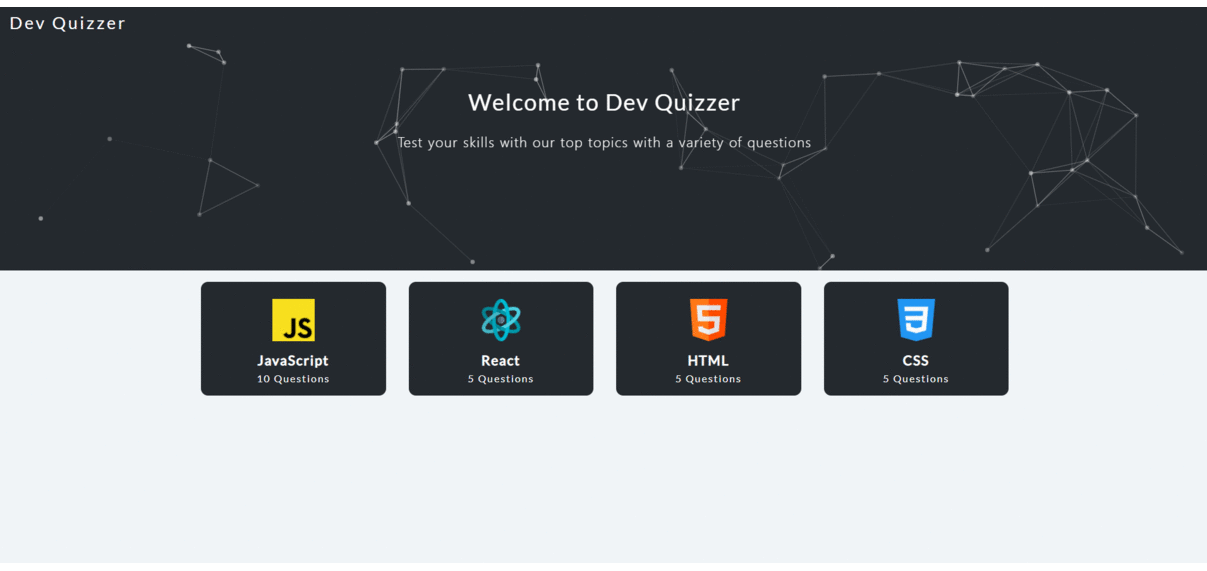 Dev Quizzer
Welcome to Dev Quizzer
Test your skills with our top topics with a variety of questions
JS
JavaScript
10 Questions
React
5 Questions
5
HTML
5 Questions
3
CSS
5 Questions